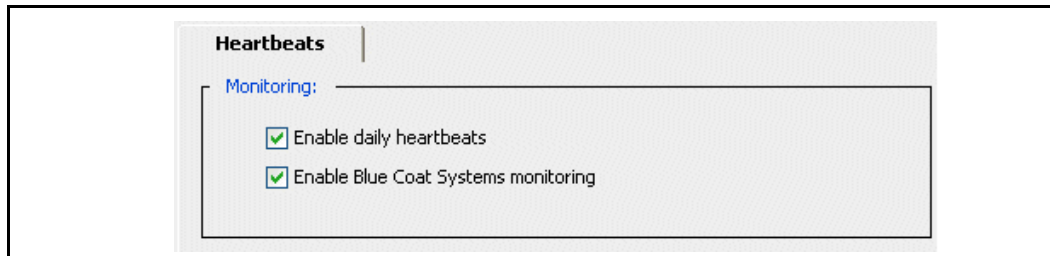 Heartbeats
Monitoring:
Enable daily heartbeats
Enable Blue Coat Systems monitoring